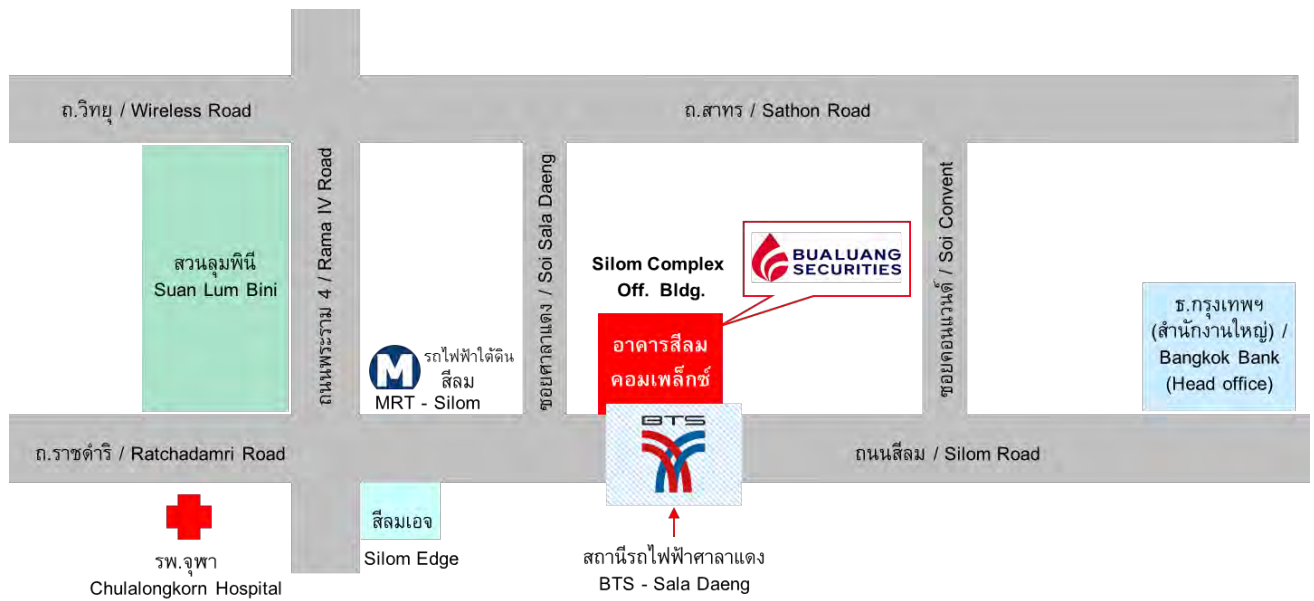 ถ.วิทยุ / Wireless Road
ถ.สาทร / Sathon Road
สวนลุมพินี
Suan Lum Bini
ถนนพระราม 4 / Rama IV Road
รถไฟฟ้าใต้ดิน
M
สีลม
MRT - Silom
ซอยศาลาแดง / Soi Sala Daeng
Silom Complex
Off. Bldg.
BUALUANG
SECURITIES
อาคารสีลม
คอมเพล็กซ์
ซอยคอนแวนต์ / Soi Convent
ธ.กรุงเทพฯ
(สำนักงานใหญ่) /
Bangkok Bank
(Head office)
BTS
ถ.ราชดำริ / Ratchadamri Road
ถนนสีลม / Silom Road
รพ.จุฬา
Chulalongkorn Hospital
สีลมเอจ
Silom Edge
สถานีรถไฟฟ้าศาลาแดง
BTS - Sala Daeng